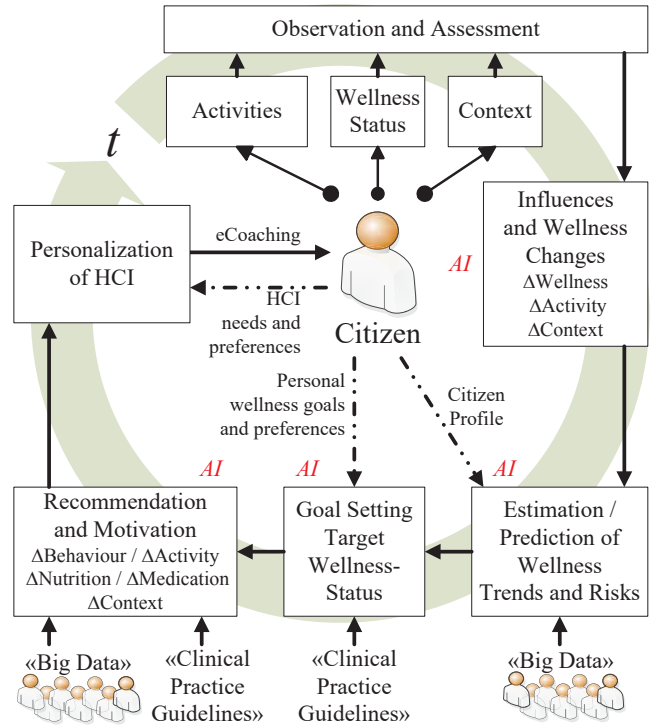 Observation and Assessment
Activities
Wellness
Status
Context
t
Personalization
of HCI
eCoaching
HCI
needs and
preferences
Citizen
AI
Influences
and Wellness
Changes
ΔWellness
ΔActivity
ΔContext
Personal
wellness goals
and preferences
Citizen
Profile
AI
AI
AI
Recommendation
and Motivation
ΔBehaviour / ΔActivity
ΔNutrition / ΔMedication
ΔContext
Goal Setting
Target
Wellness-
Status
Estimation /
Prediction of
Wellness
Trends and Risks
«Big Data»
«Clinical
Practice
Guidelines»
«Clinical
Practice
Guidelines»
«Big Data»